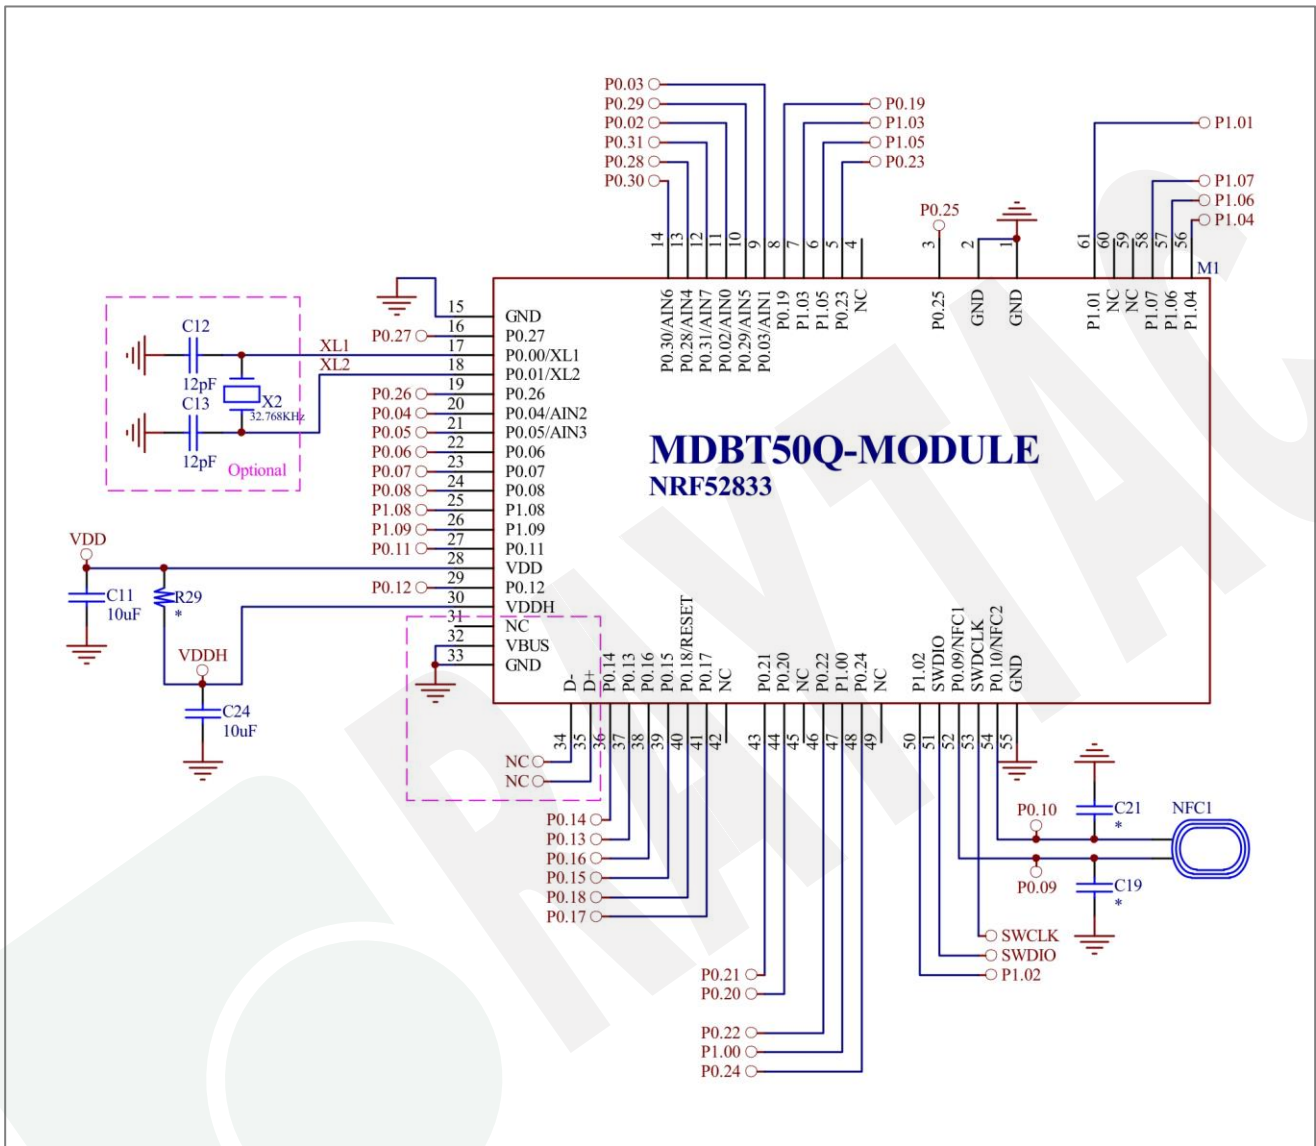 P0.03
P0.29
P0.02
P0.31
P0.28
P0.30
P0.19
P1.03
P1.05
P0.23
P0.25
P1.01
P1.07
P1.06
P1.04
14
13
12
11
10
9
8
7
6
5
4
3
2
1
61
60
59
58
57
56
M1
P0.30/AIN6
P0.28/AIN4
P0.31/AIN7
P0.02/AIN0
P0.29/AIN5
P0.03/AIN1
P0.19
P1.03
P1.05
P0.23
NC
P0.25
GND
GND
P1.01
NC
NC
P1.07
P1.06
P1.04
15 GND
P0.27 16 P0.27
XL1 17 P0.00/XL1
XL2 18 P0.01/XL2
P0.26 19 P0.26
P0.04 20 P0.04/AIN2
P0.05 21 P0.05/AIN3
P0.06 22 P0.06
P0.07 23 P0.07
P0.08 24 P0.08
P1.08 25 P1.08
P1.09 26 P1.09
P0.11 27 P0.11
28 VDD
P0.12 29 P0.12
30 VDDH
31 NC
32 VBUS
33 GND
C12
12pF
C13
12pF
X2
32.768KHz
Optional
MDBT50Q-MODULE
NRF52833
VDD
C11
10uF
R29
*
VDDH
C24
10uF
D-
D+
P0.14
P0.13
P0.16
P0.15
P0.18/RESET
P0.17
NC
P0.21
P0.20
NC
P0.22
P1.00
P0.24
NC
P1.02
SWDIO
P0.09/NFC1
SWDCLK
P0.10/NFC2
GND
34
35
36
37
38
39
40
41
42
43
44
45
46
47
48
49
50
51
52
53
54
55
NC
NC
P0.14
P0.13
P0.16
P0.15
P0.18
P0.17
P0.21
P0.20
P0.22
P1.00
P0.24
P0.10
P0.09
C21
*
C19
*
NFC1
SWCLK
SWDIO
P1.02
RAYTAC